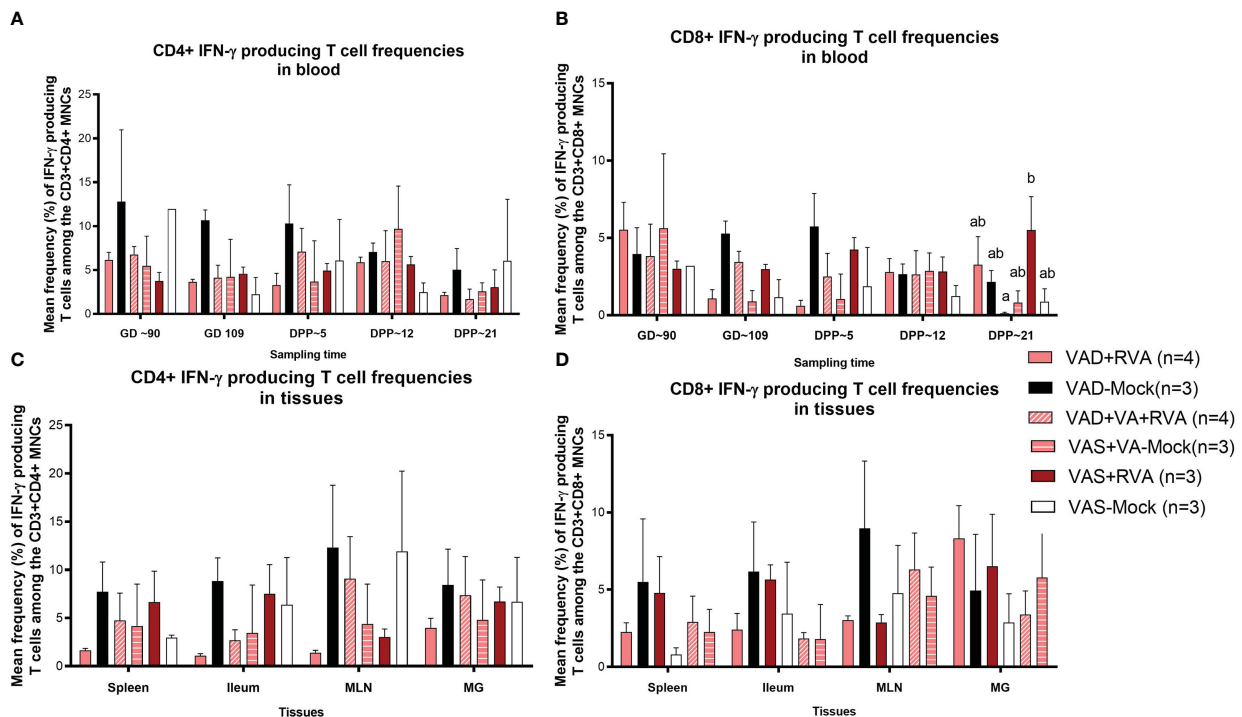 A
CD4+ IFN-γ producing T cell frequencies
in blood
Mean frequency (%) of IFN-γ producing
T cells among the CD3+CD4+ MNCs
25
20
15
10
5
0
GD ~90
GD 109
DPP~5
DPP~12
DPP~21
Sampling time
B
CD8+ IFN-γ producing T cell frequencies
in blood
Mean frequency (%) of IFN-γ producing
T cells among the CD3+CD8+ MNCs
15
10
5
0
ab
ab
a
ab
b
ab
GD~90
GD~109
DPP~5
DPP~12
DPP~21
Sampling time
C
CD4+ IFN-γ producing T cell frequencies
in tissues
Mean frequency (%) of IFN-γ producing
T cells among the CD3+CD4+ MNCs
25
20
15
10
5
0
Spleen
Ileum
MLN
MG
Tissues
D
CD8+ IFN-γ producing T cell frequencies
in tissues
Mean frequency (%) of IFN-γ producing
T cells among the CD3+CD8+ MNCs
15
10
5
0
Spleen
Ileum
MLN
MG
Tissues
VAD+RVA (n=4)
VAD-Mock(n=3)
VAD+VA+RVA (n=4)
VAS+VA-Mock(n=3)
VAS+RVA (n=3)
VAS-Mock (n=3)